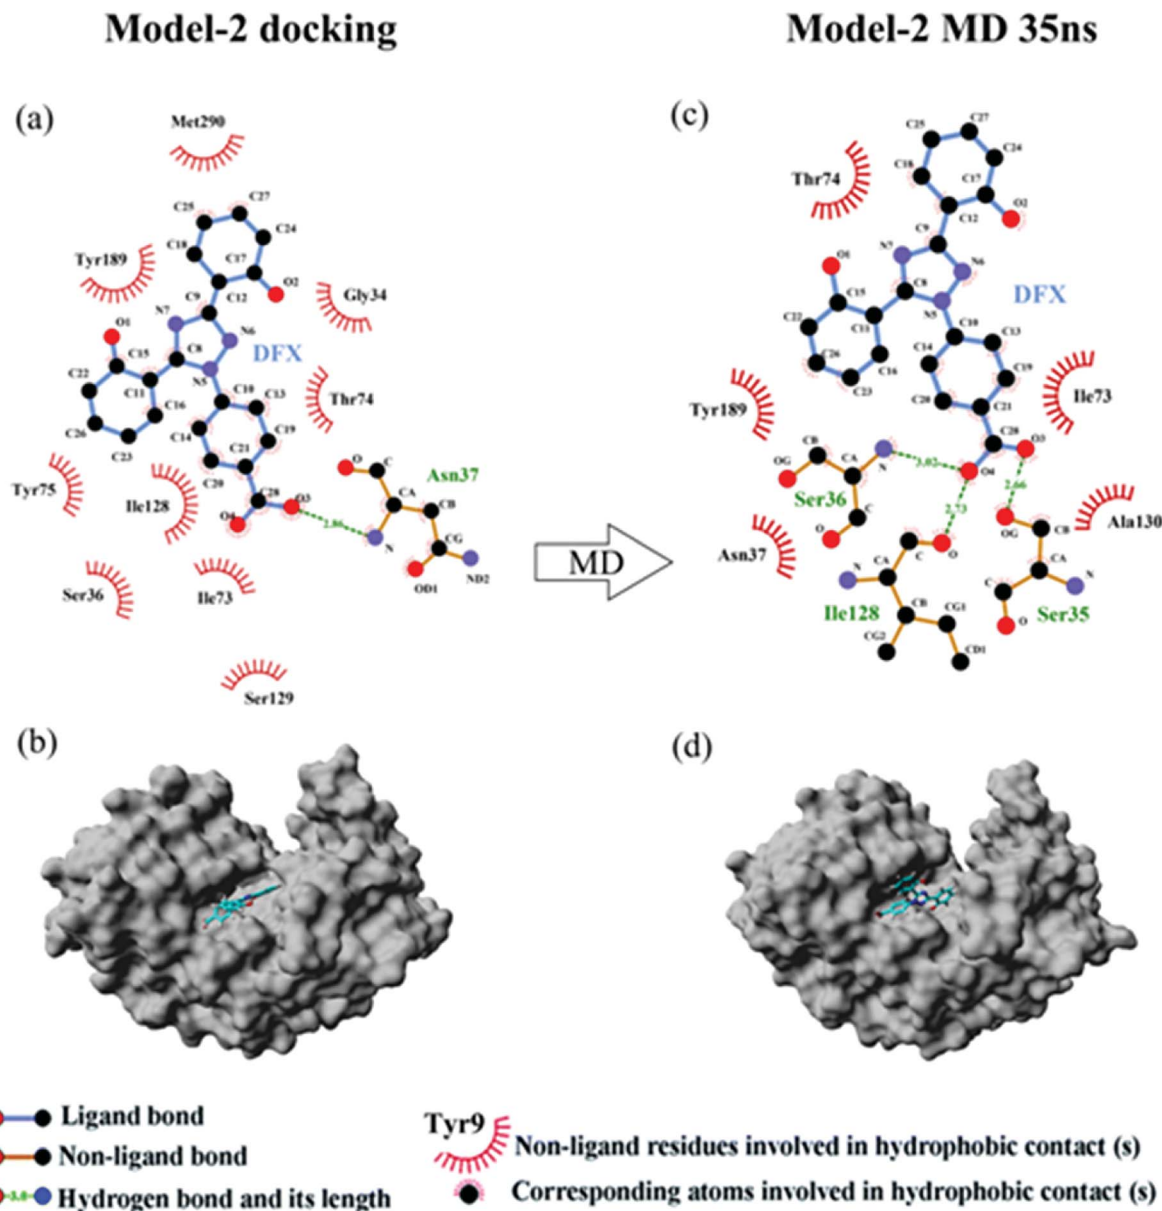 Model-2 docking
Model-2 MD 35ns
(a)
Met290
C27
C25
C24
C18
C17
Tyr189
O2
C9
C12
Gly34
O1
N7
N6
C15
C8
DFX
N5
C22
C11
C10
C13
Thr74
C16
C26
C14
C19
C23
C21
O
C
Asn37
Tyr75
C20
CA
CB
Ile128
C28
O3
O4
2.86
N
CG
ND2
OD1
Ser36
Ile73
Ser129
MD
(c)
C27
C25
C24
C18
C17
Thr74
O2
C12
C9
N7
N6
O1
C8
DFX
C15
N5
C22
C11
C10
C13
C14
C26
C16
C19
C23
C20
C21
Ile73
Tyr189
C28
O3
CB
OG
CA
N
3.02
O4
Ser36
2.66
2.73
C
OG
CB
Ala130
O
Asn37
C
O
CA
CA
N
C
N
CB
CG1
O
Ile128
Ser35
CG2
CD1
(b)
(d)
Ligand bond
Non-ligand bond
3.0
Hydrogen bond and its length
Tyr9
Non-ligand residues involved in hydrophobic contact (s)
Corresponding atoms involved in hydrophobic contact (s)